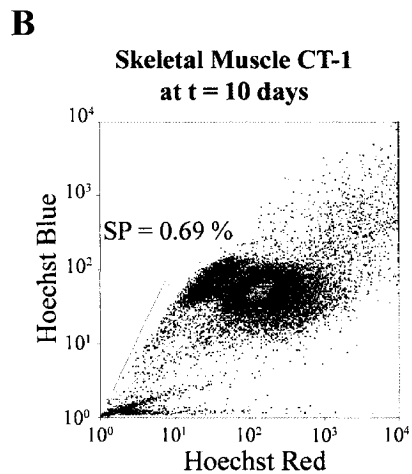 B
Skeletal Muscle CT-1
at t = 10 days
10⁴
10³
SP = 0.69 %
10²
10¹
10⁰
Hoechst Blue
10⁰ 10¹ 10² 10³ 10⁴
Hoechst Red